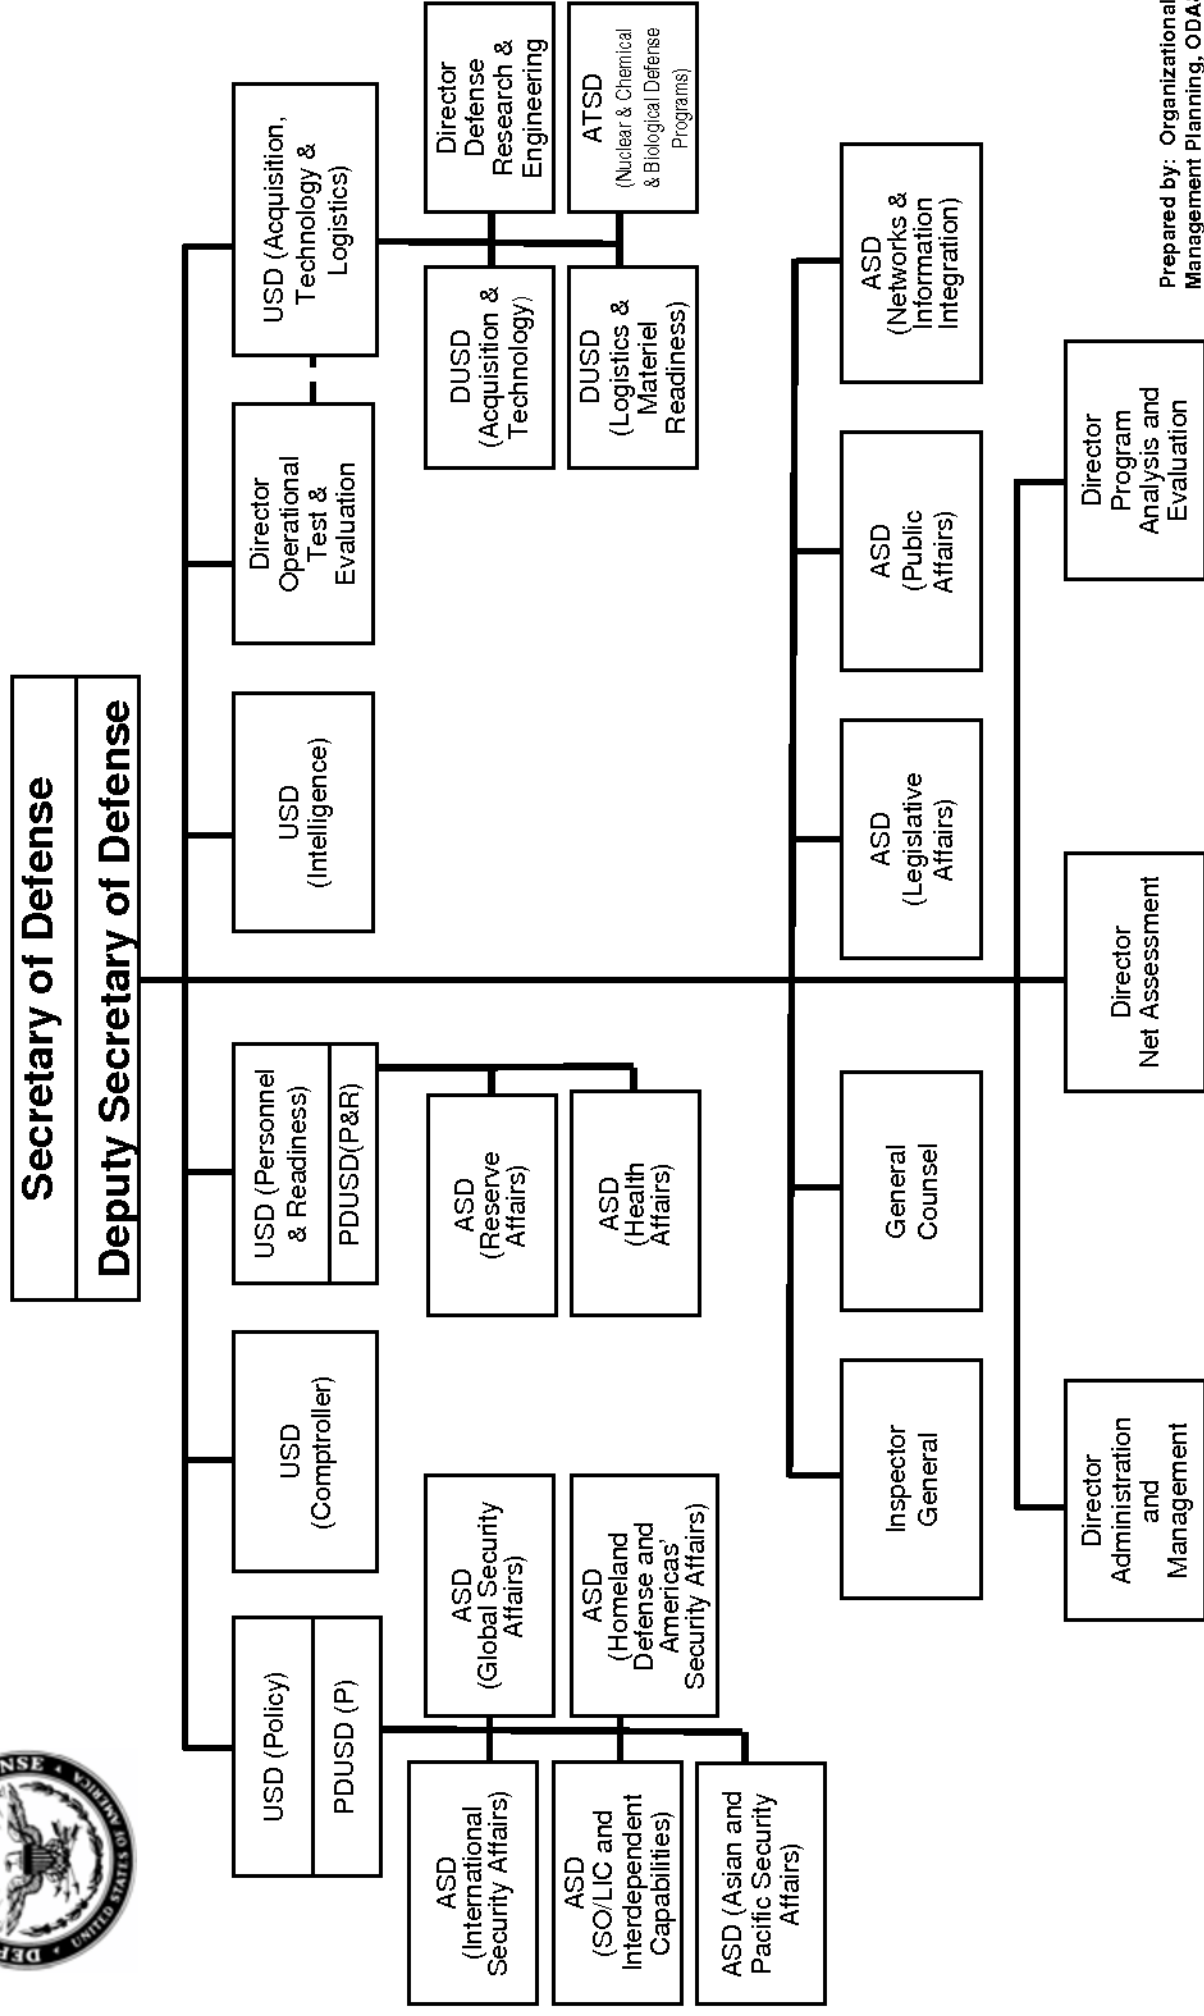 Secretary of Defense
Deputy Secretary of Defense
UNITED STATES OF AMERICA
USD (Policy)
PDUSD (P)
USD
(Comptroller)
USD (Personnel
& Readiness)
PDUSD(P&R)
USD
(Intelligence)
Director
Operational
Test &
Evaluation
USD (Acquisition,
Technology &
Logistics)
ASD
(International
Security Affairs)
ASD
(Global Security
Affairs)
ASD
(SO/LIC and
Interdependent
Capabilities)
ASD
(Homeland
Defense and
Americas'
Security Affairs)
ASD (Asian and
Pacific Security
Affairs)
ASD
(Reserve
Affairs)
ASD
(Health
Affairs)
DUSD
(Acquisition &
Technology)
Director
Defense
Research &
Engineering
DUSD
(Logistics &
Materiel
Readiness)
ATSD
(Nuclear & Chemical
& Biological Defense
Programs)
Inspector
General
General
Counsel
ASD
(Legislative
Affairs)
ASD
(Public
Affairs)
ASD
(Networks &
Information
Integration)
Director
Administration
and
Management
Director
Net Assessment
Director
Program
Analysis and
Evaluation
Prepared by: Organizational
Management Planning,